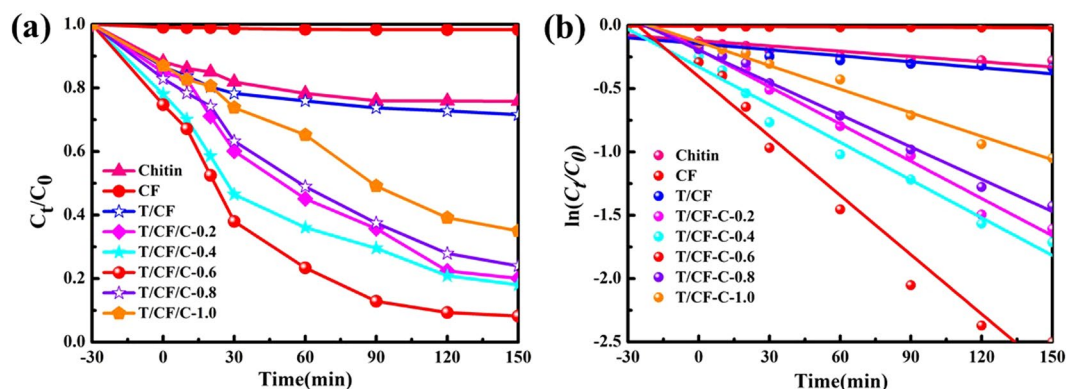 (a)
1.0
0.8
0.6
0.4
0.2
0.0
Ct/C0
Chitin
CF
T/CF
T/CF/C-0.2
T/CF/C-0.4
T/CF/C-0.6
T/CF/C-0.8
T/CF/C-1.0
-30 0 30 60 90 120 150
Time(min)
(b)
0.0
-0.5
-1.0
-1.5
-2.0
-2.5
ln(Ct/C0)
Chitin
CF
T/CF
T/CF-C-0.2
T/CF-C-0.4
T/CF-C-0.6
T/CF-C-0.8
T/CF-C-1.0
-30 0 30 60 90 120 150
Time(min)